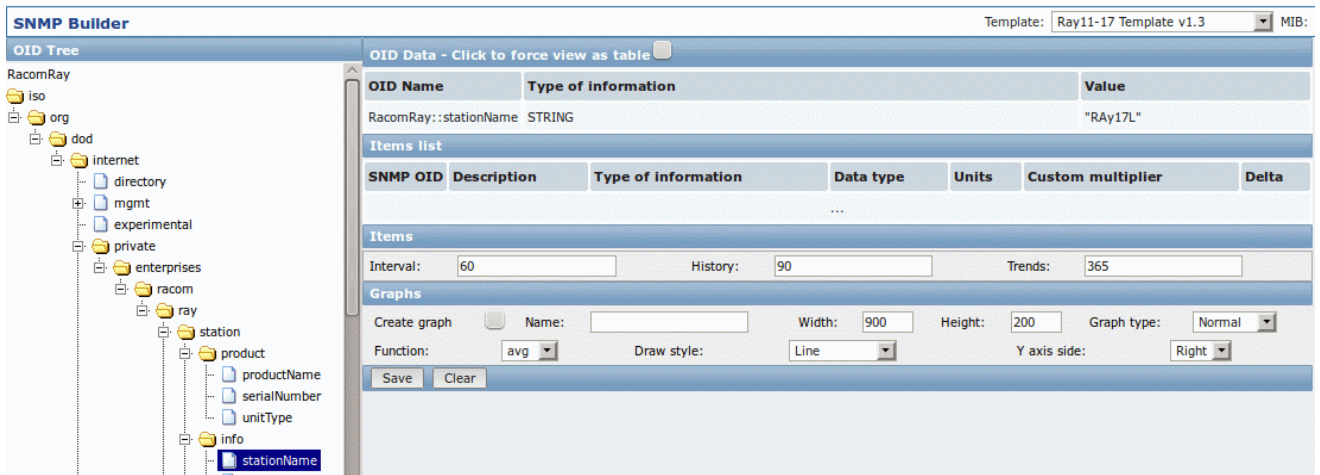 SNMP Builder Template: Ray11-17 Template v1.3 MIB:
OID Tree
RacomRay
iso
org
dod
internet
directory
mgmt
experimental
private
enterprises
racom
ray
station
product
productName
serialNumber
unitType
info
stationName
OID Data - Click to force view as table
OID Name Type of information Value
RacomRay::stationName STRING "RAy17L"
Items list
SNMP OID Description Type of information Data type Units Custom multiplier Delta
...
Items
Interval: 60 History: 90 Trends: 365
Graphs
Create graph Name: Width: 900 Height: 200 Graph type: Normal
Function: avg Draw style: Line Y axis side: Right
Save Clear